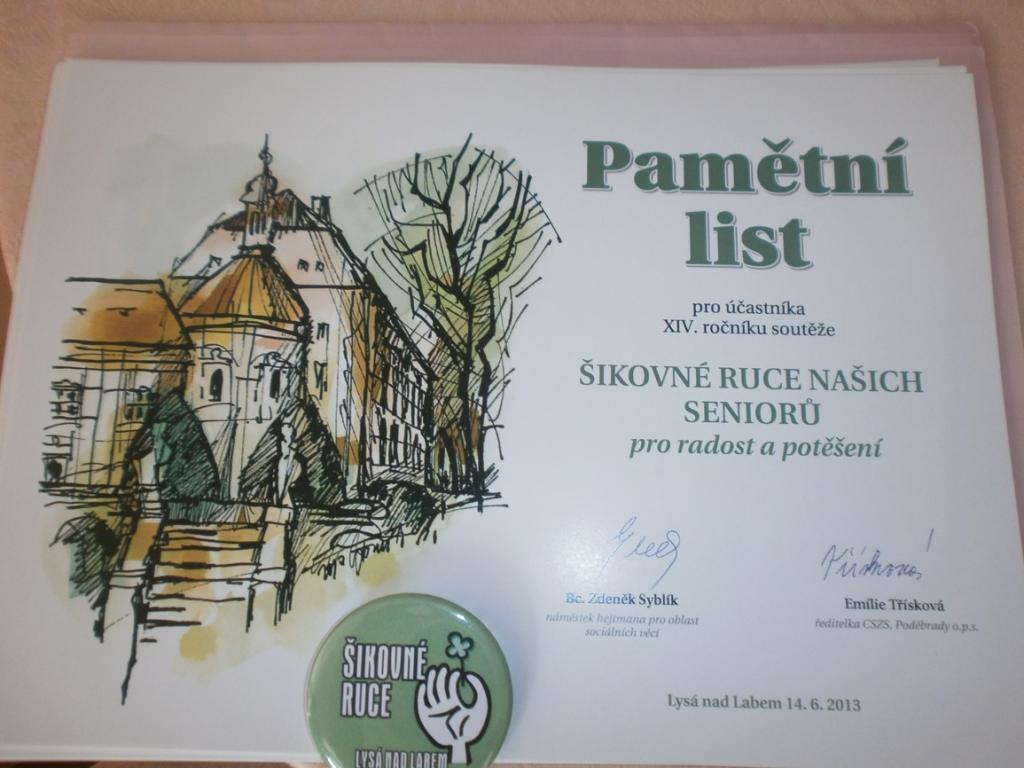 Pamětní
list
pro účastníka
XIV. ročníku soutěže
ŠIKOVNÉ RUCE NAŠICH
SENIORŮ
pro radost a potěšení
Bc. Zdeněk Syblík
náměstek hejtmana pro oblast
sociálních věcí
Třísková
Emílie Třísková
ředitelka CSZS, Poděbrady o.p.s.
Lysá nad Labem 14. 6. 2013
ŠIKOVNÉ
RUCE
LYSÁ NAD LABEM